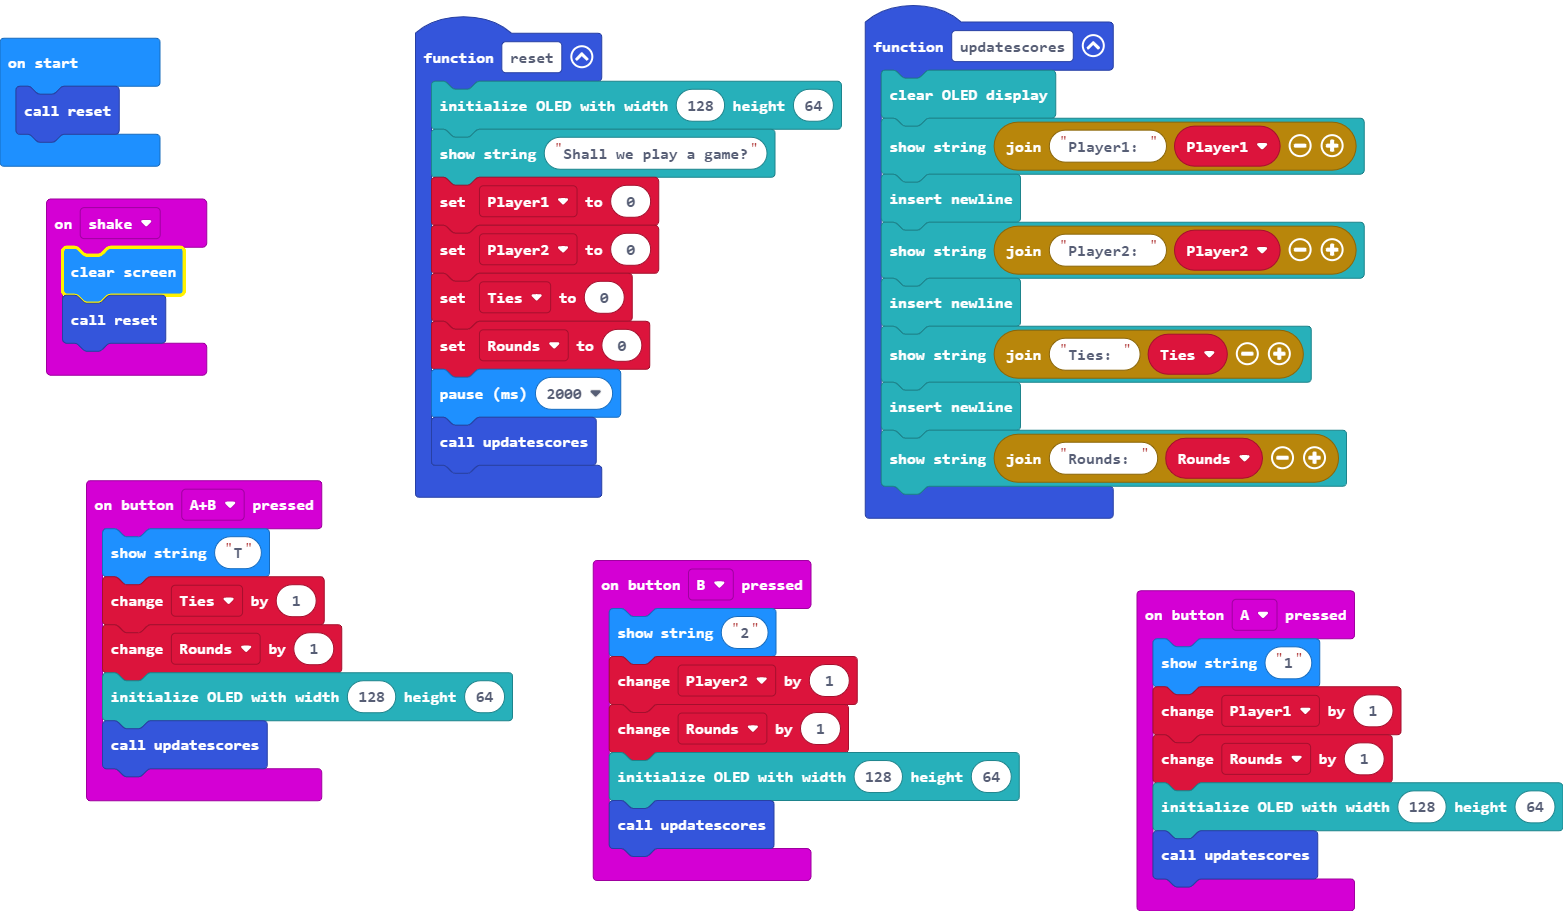 on start
call reset
on shake
clear screen
call reset
function reset
initialize OLED with width 128 height 64
show string "Shall we play a game?"
set Player1 to 0
set Player2 to 0
set Ties to 0
set Rounds to 0
pause (ms) 2000
call updatescores
function updatescores
clear OLED display
show string join "Player1: " Player1
insert newline
show string join "Player2: " Player2
insert newline
show string join "Ties: " Ties
insert newline
show string join "Rounds: " Rounds
on button A+B pressed
show string "T"
change Ties by 1
change Rounds by 1
initialize OLED with width 128 height 64
call updatescores
on button B pressed
show string "2"
change Player2 by 1
change Rounds by 1
initialize OLED with width 128 height 64
call updatescores
on button A pressed
show string "1"
change Player1 by 1
change Rounds by 1
initialize OLED with width 128 height 64
call updatescores